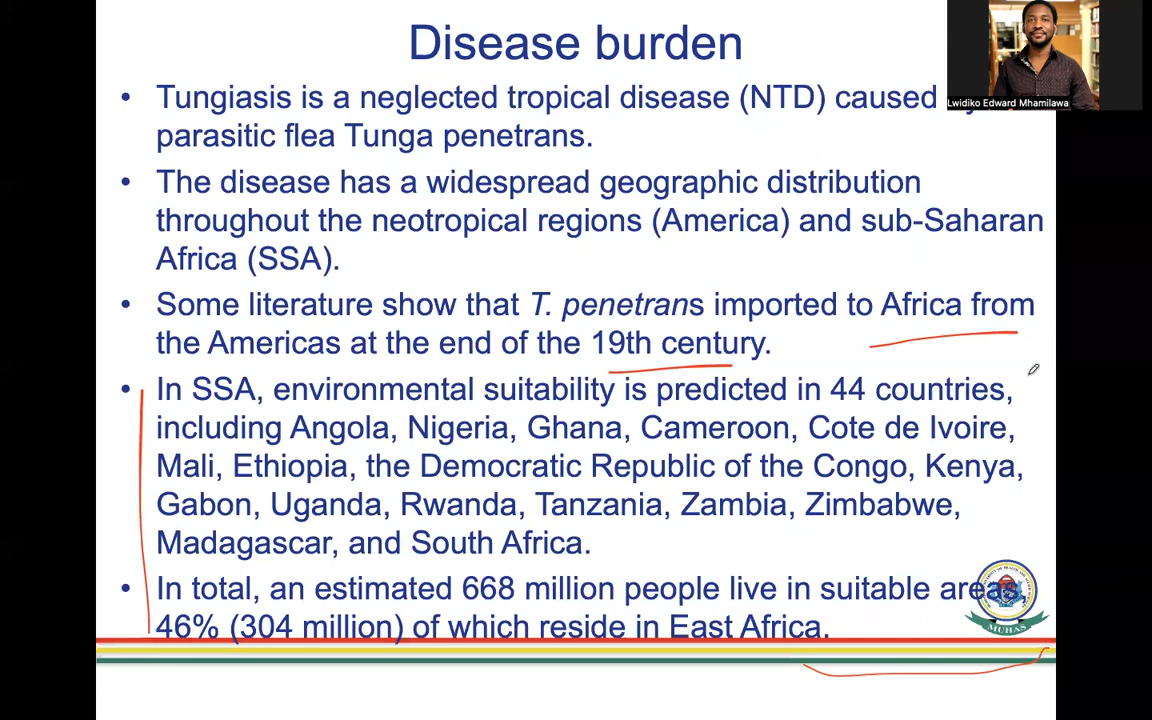 Disease burden
Lwidiko Edward Mhamilawa
• Tungiasis is a neglected tropical disease (NTD) caused
parasitic flea Tunga penetrans.
• The disease has a widespread geographic distribution
throughout the neotropical regions (America) and sub-Saharan
Africa (SSA).
• Some literature show that T. penetrans imported to Africa from
the Americas at the end of the 19th century.
• In SSA, environmental suitability is predicted in 44 countries,
including Angola, Nigeria, Ghana, Cameroon, Cote de Ivoire,
Mali, Ethiopia, the Democratic Republic of the Congo, Kenya,
Gabon, Uganda, Rwanda, Tanzania, Zambia, Zimbabwe,
Madagascar, and South Africa.
• In total, an estimated 668 million people live in suitable areas,
46% (304 million) of which reside in East Africa.
MUHAS